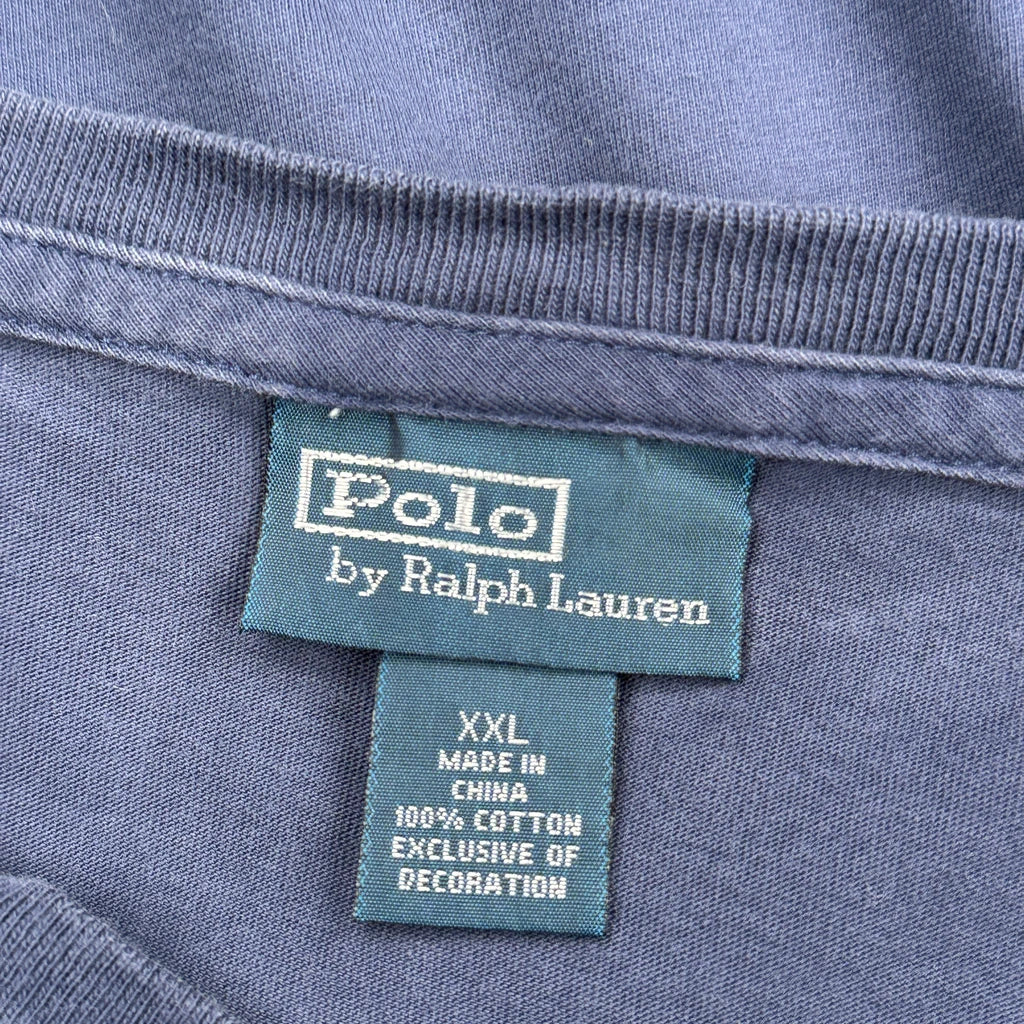 Polo
by Ralph Lauren
XXL
MADE IN
CHINA
100% COTTON
EXCLUSIVE OF
DECORATION